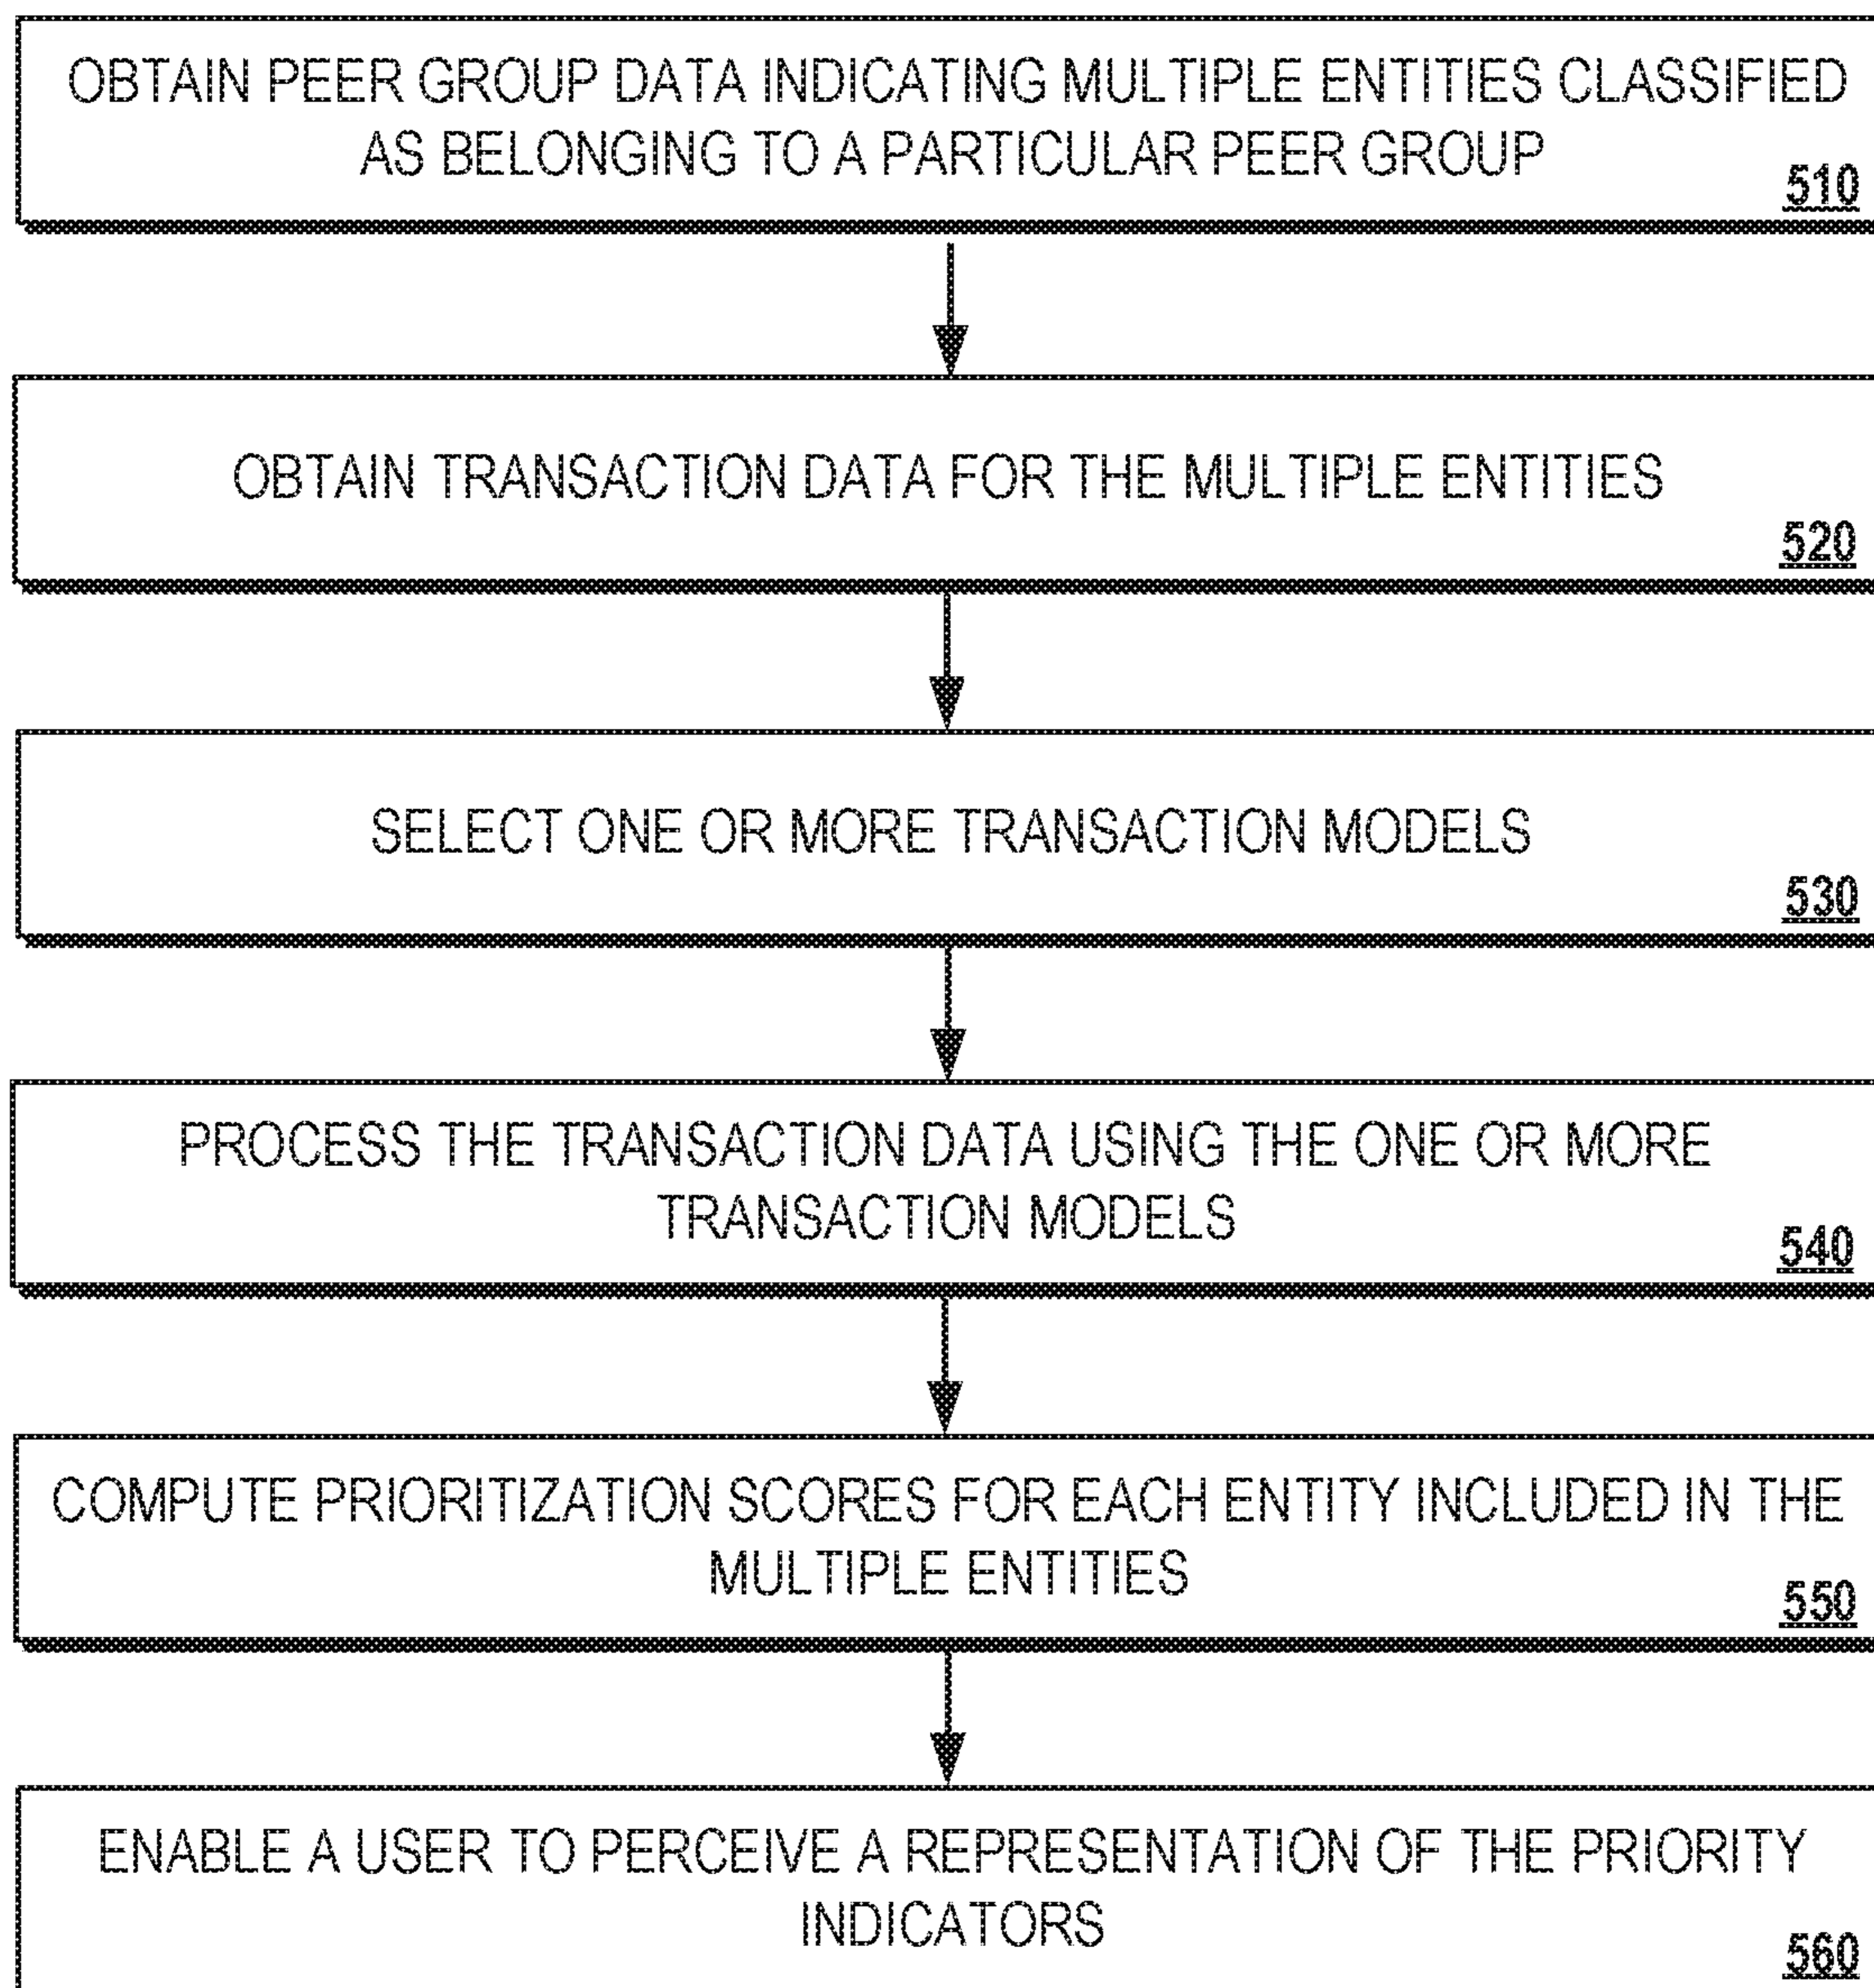 OBTAIN PEER GROUP DATA INDICATING MULTIPLE ENTITIES CLASSIFIED
AS BELONGING TO A PARTICULAR PEER GROUP
510
OBTAIN TRANSACTION DATA FOR THE MULTIPLE ENTITIES
520
SELECT ONE OR MORE TRANSACTION MODELS
530
PROCESS THE TRANSACTION DATA USING THE ONE OR MORE
TRANSACTION MODELS
540
COMPUTE PRIORITIZATION SCORES FOR EACH ENTITY INCLUDED IN THE
MULTIPLE ENTITIES
550
ENABLE A USER TO PERCEIVE A REPRESENTATION OF THE PRIORITY
INDICATORS
560